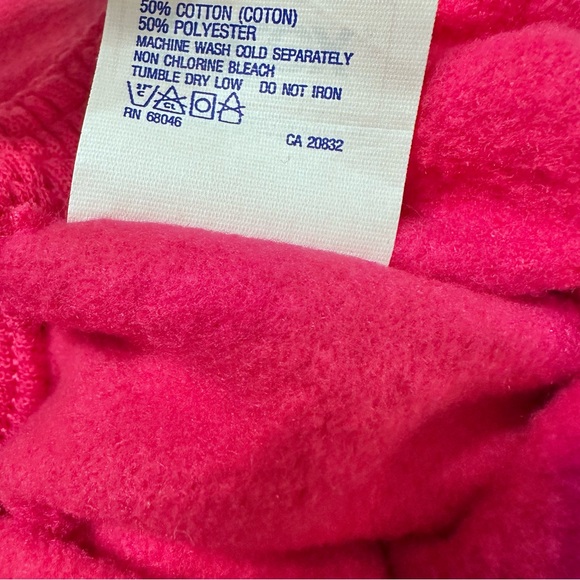 50% COTTON (COTON)
50% POLYESTER
MACHINE WASH COLD SEPARATELY
NON CHLORINE BLEACH
TUMBLE DRY LOW DO NOT IRON
RN 68046
CA 20832